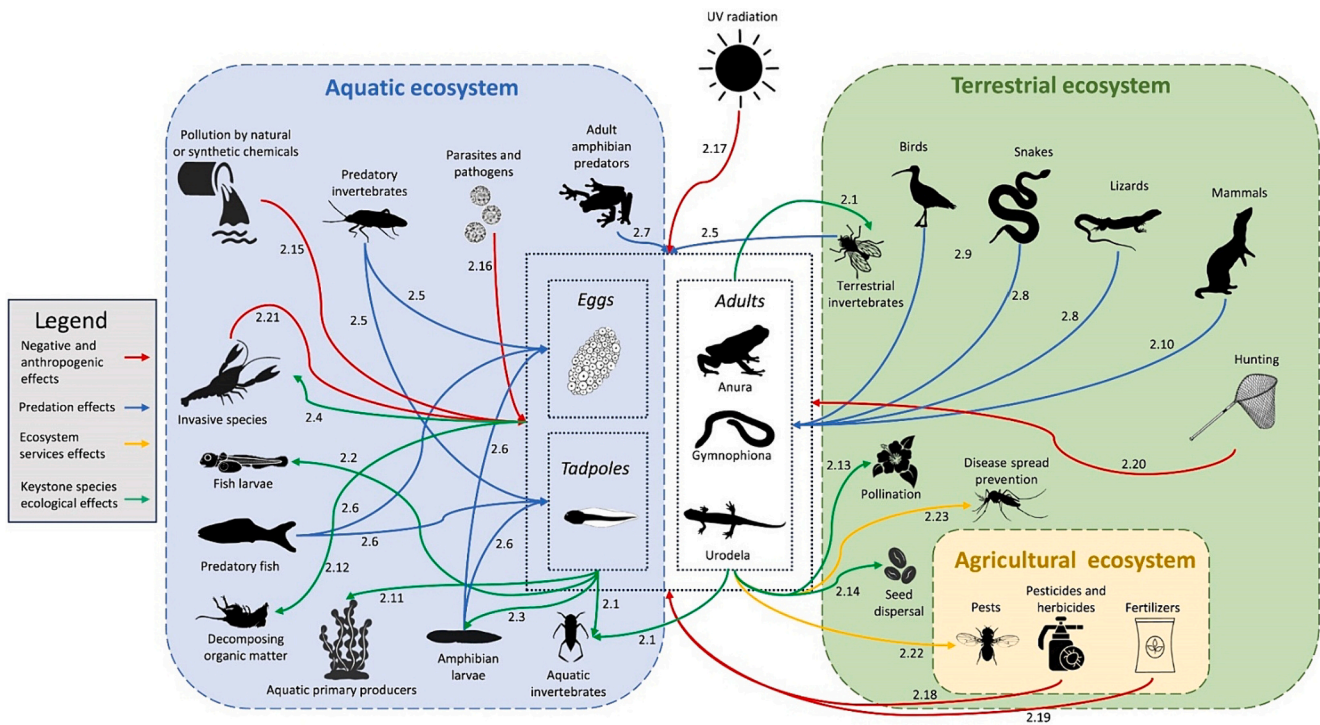 UV radiation
Aquatic ecosystem
Terrestrial ecosystem
Pollution by natural
or synthetic chemicals
Predatory
invertebrates
Parasites and
pathogens
Adult
amphibian
predators
2.17
Birds
Snakes
Lizards
Mammals
2.1
2.7
2.5
2.15
2.16
2.9
Terrestrial
invertebrates
2.8
2.8
2.10
Legend
Negative and
anthropogenic
effects
Predation effects
Ecosystem
services effects
Keystone species
ecological effects
2.5
2.5
2.21
Eggs
Adults
Anura
Hunting
Invasive species
2.4
2.6
Gymnophiona
2.20
Fish larvae
2.2
Tadpoles
2.13
Pollination
Disease spread
prevention
2.6
2.6
2.6
2.23
Predatory fish
2.12
Urodela
Agricultural ecosystem
2.14
Seed
dispersal
Decomposing
organic matter
2.11
2.3
2.1
2.1
Pests
Pesticides and
herbicides
Fertilizers
2.22
Aquatic primary producers
Amphibian
larvae
Aquatic
invertebrates
2.18
2.19